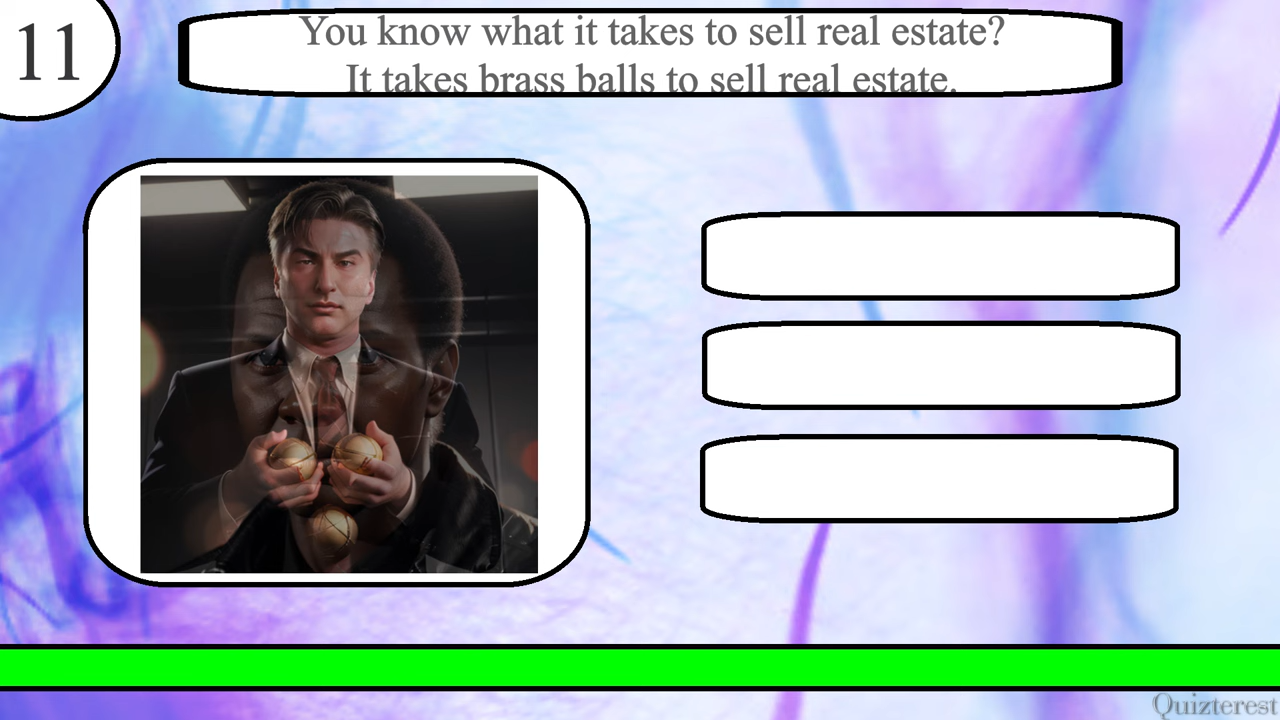 11
You know what it takes to sell real estate?
It takes brass balls to sell real estate.
Quizterest